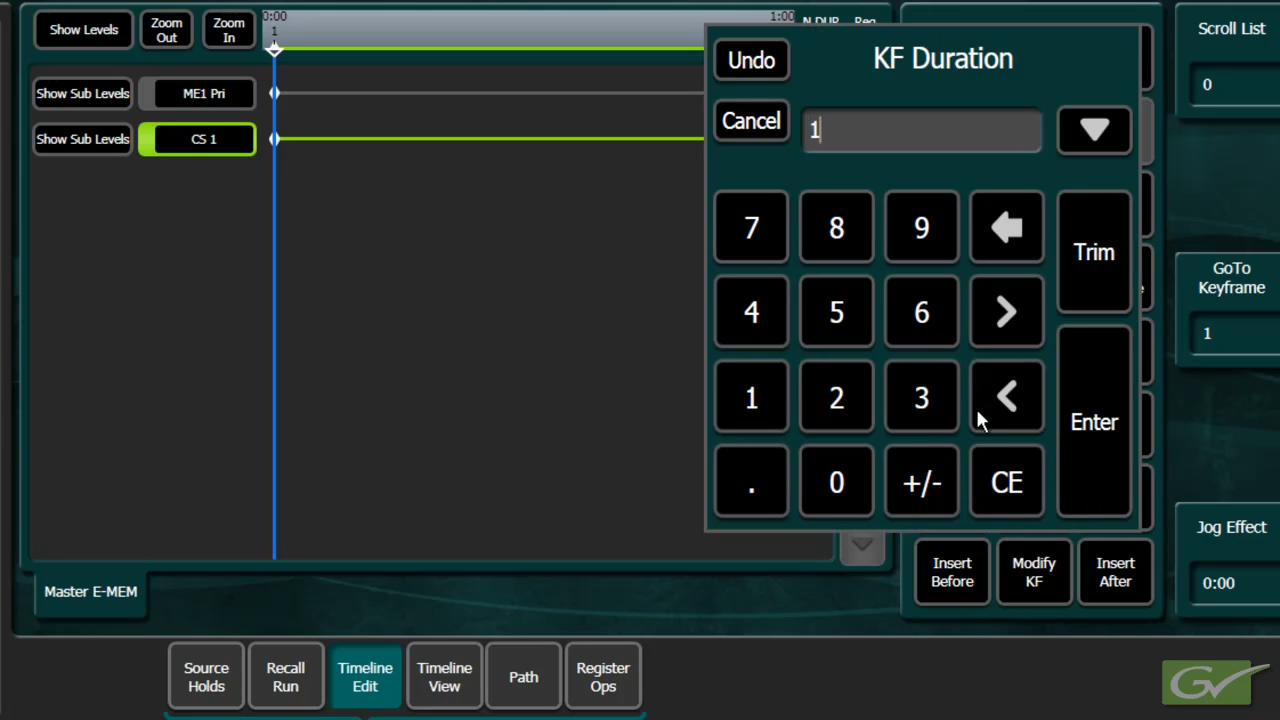 Show Levels
Zoom
Out
Zoom
In
0:00
1
1:00
Show Sub Levels
ME1 Pri
Show Sub Levels
CS 1
Undo
KF Duration
Cancel
1
7
8
9
Trim
4
5
6
>
1
2
3
<
Enter
.
0
+/-
CE
Insert
Before
Modify
KF
Insert
After
Scroll List
0
GoTo
Keyframe
1
Jog Effect
0:00
Master E-MEM
Source
Holds
Recall
Run
Timeline
Edit
Timeline
View
Path
Register
Ops
GV